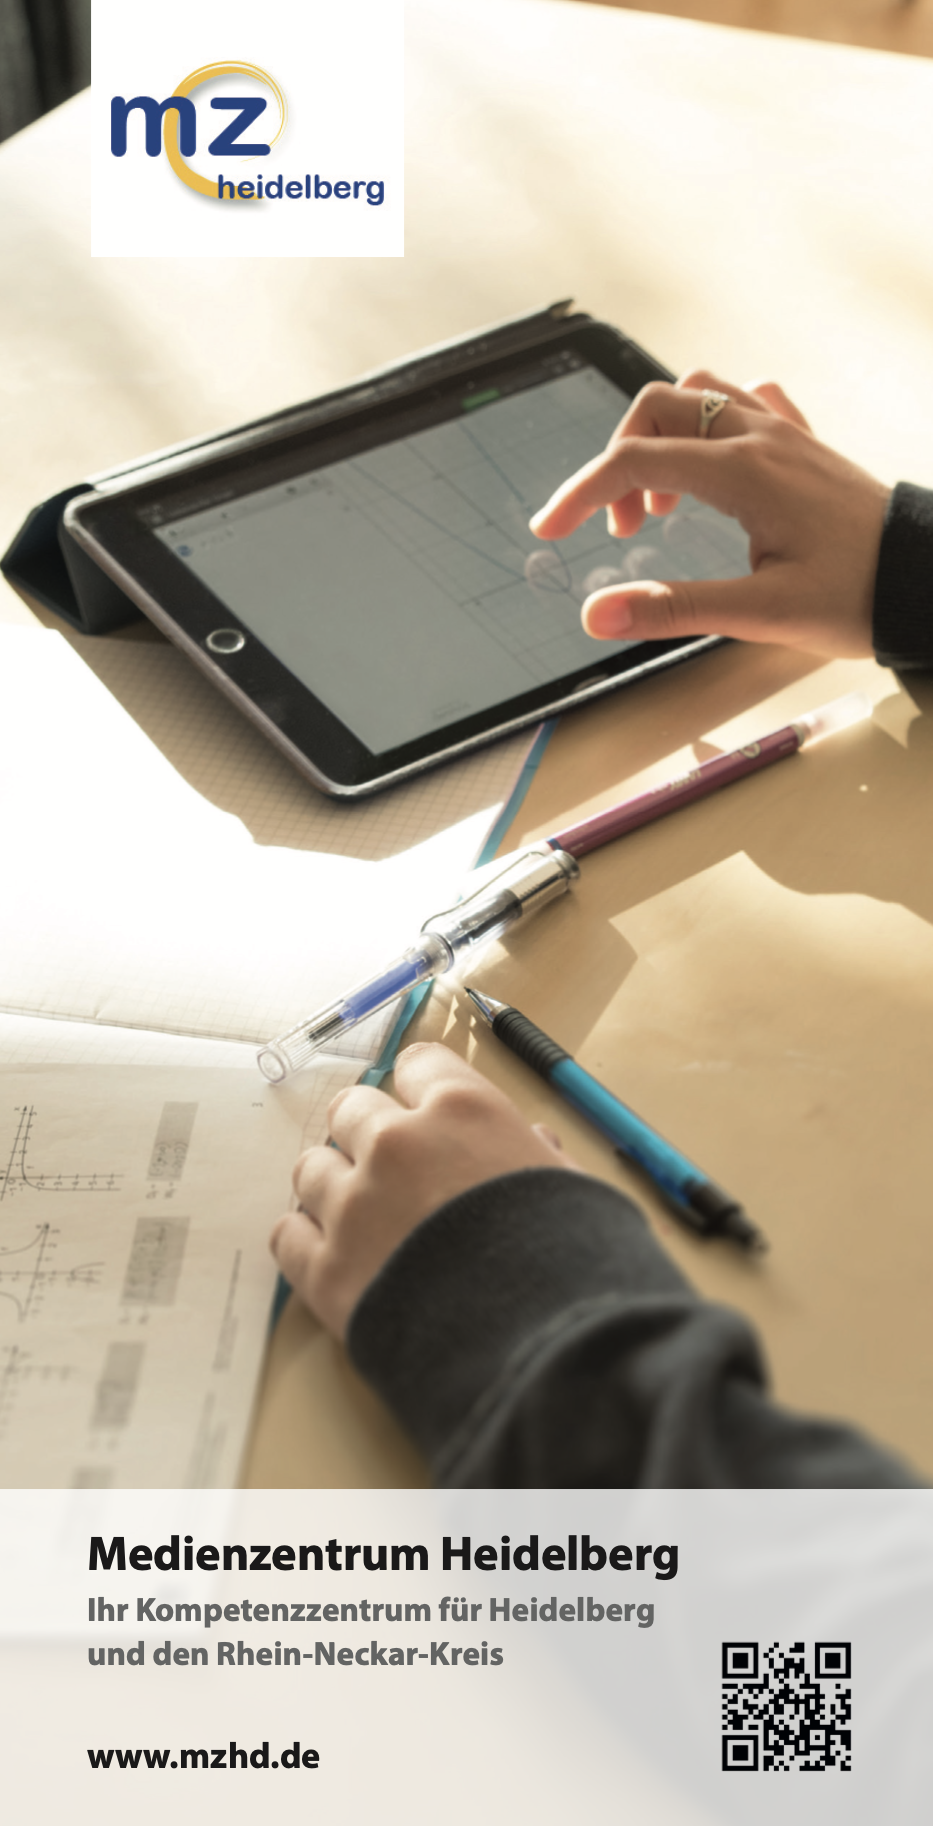 mz
heidelberg
Medienzentrum Heidelberg
Ihr Kompetenzzentrum für Heidelberg
und den Rhein-Neckar-Kreis
www.mzhd.de